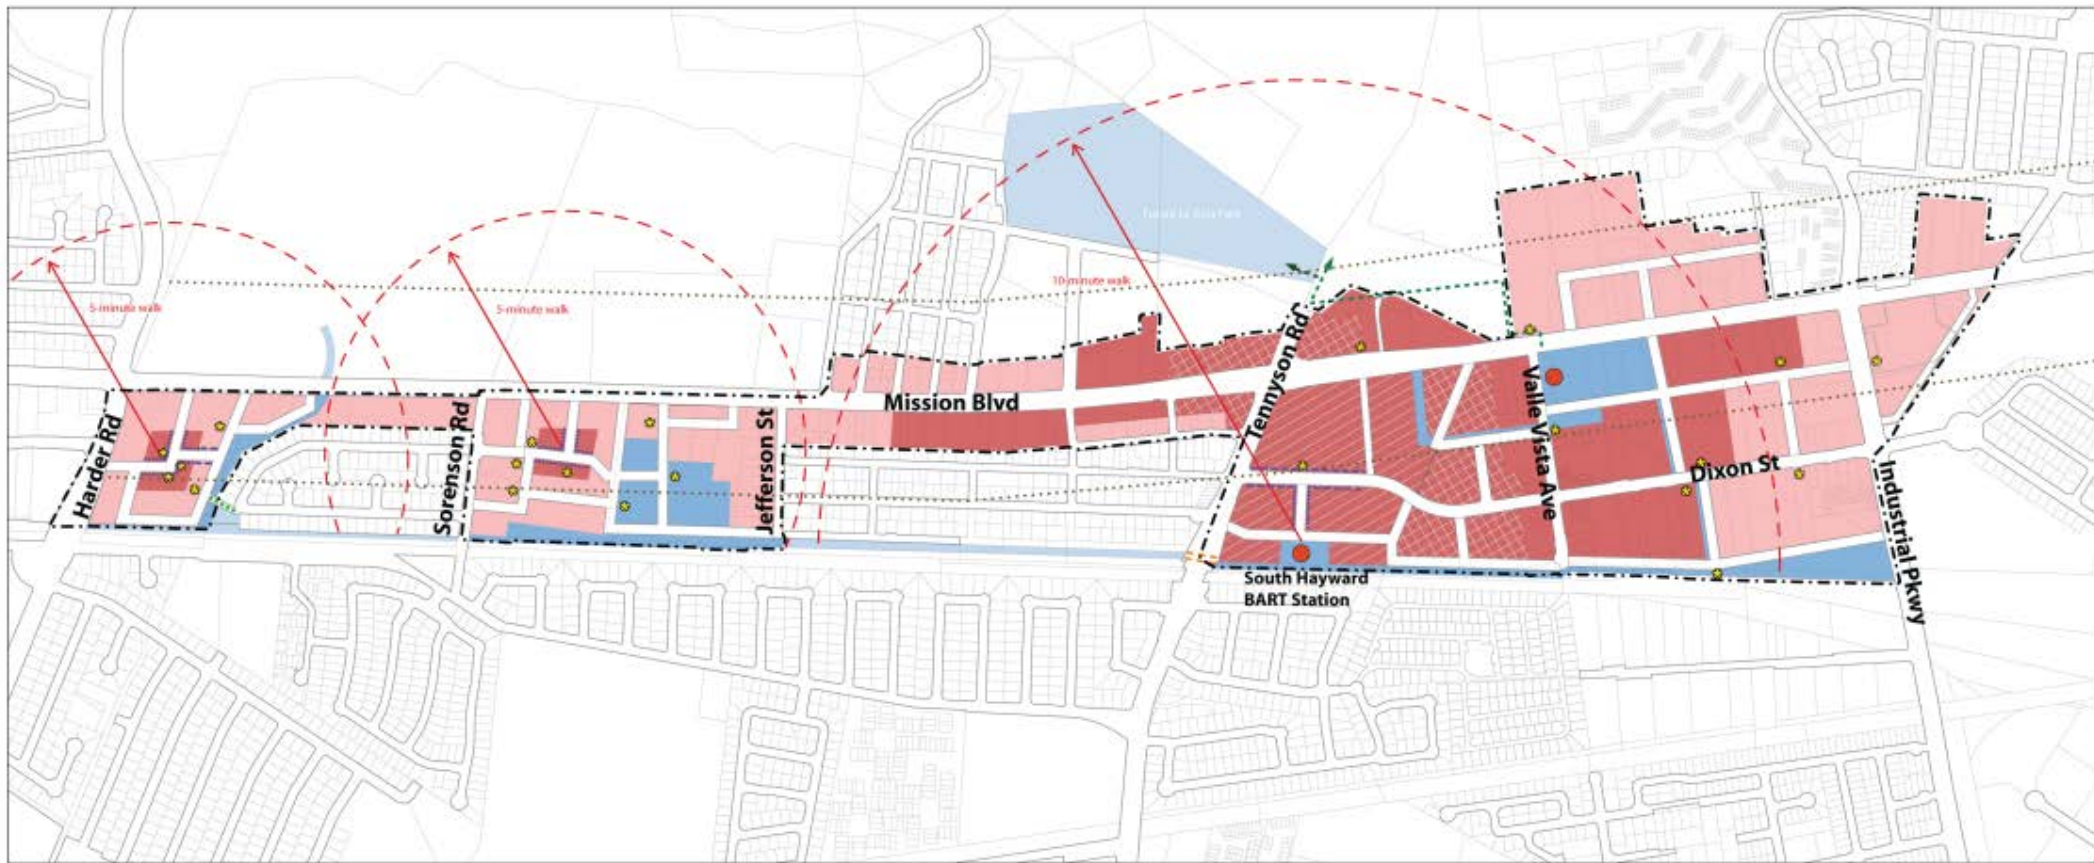 5-minute walk
5-minute walk
10-minute walk
Harder Rd
Sorenson Rd
Jefferson St
Mission Blvd
Tennyson Rd
Valle Vista Ave
Dixon St
Industrial Pkwy
South Hayward
BART Station